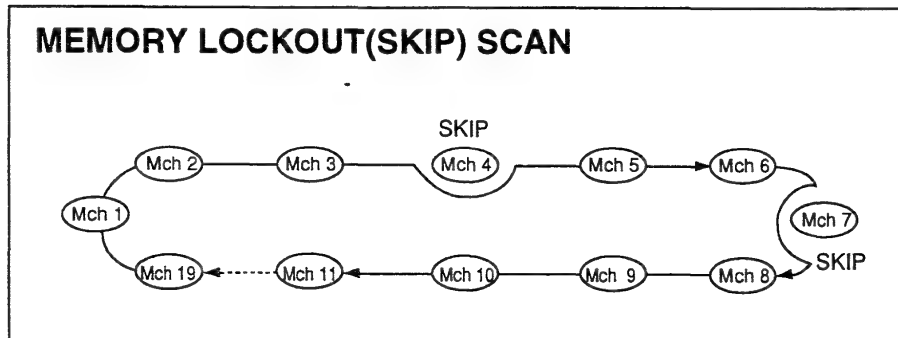 MEMORY LOCKOUT(SKIP) SCAN
SKIP
Mch 2 Mch 3 Mch 4 Mch 5 Mch 6
Mch 1 Mch 7
Mch 19 Mch 11 Mch 10 Mch 9 Mch 8 SKIP